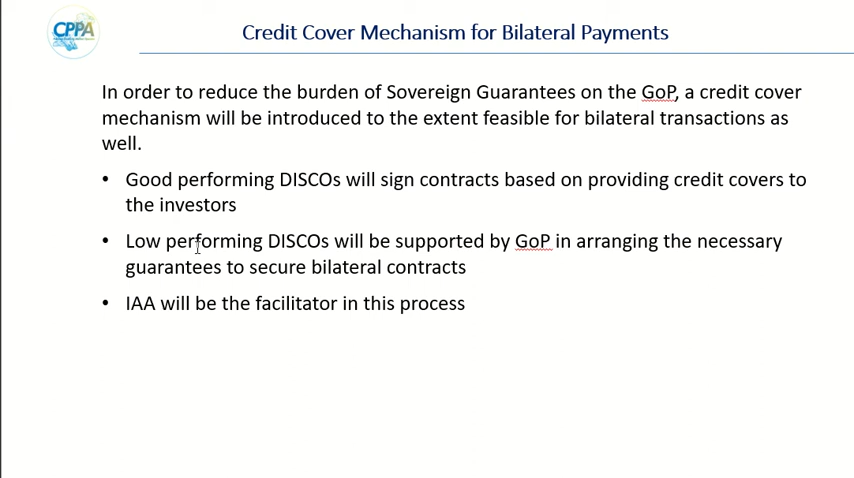 CPPA
Credit Cover Mechanism for Bilateral Payments
In order to reduce the burden of Sovereign Guarantees on the GoP, a credit cover
mechanism will be introduced to the extent feasible for bilateral transactions as
well.
• Good performing DISCOs will sign contracts based on providing credit covers to
the investors
• Low performing DISCOs will be supported by GoP in arranging the necessary
guarantees to secure bilateral contracts
• IAA will be the facilitator in this process